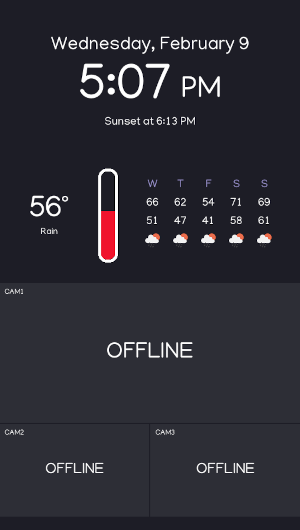 Wednesday, February 9
5:07 PM
Sunset at 6:13 PM
W T F S S
56° 66 62 54 71 69
Rain 51 47 41 58 61
CAM1
OFFLINE
CAM2 CAM3
OFFLINE OFFLINE